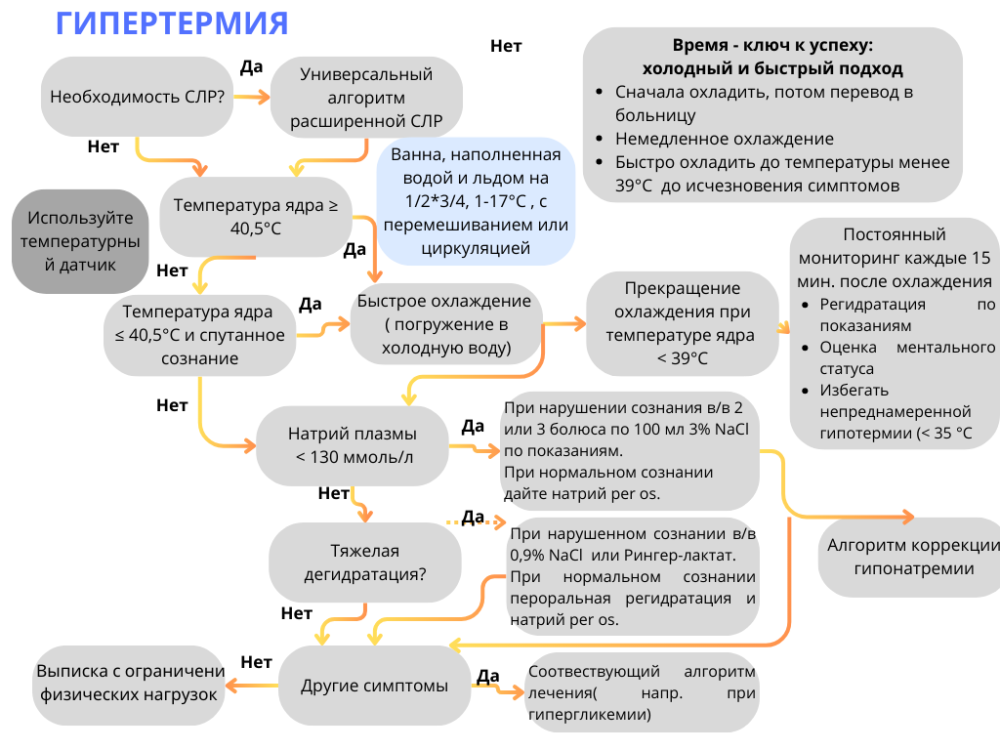 ГИПЕРТЕРМИЯ
Нет
Время - ключ к успеху:
холодный и быстрый подход
Сначала охладить, потом перевод в
больницу
Немедленное охлаждение
Быстро охладить до температуры менее
39°C до исчезновения симптомов
Необходимость СЛР?
Да
Универсальный
алгоритм
расширенной СЛР
Нет
Ванна, наполненная
водой и льдом на
1/2*3/4, 1-17°C , с
перемешиванием или
циркуляцией
Используйте
температурны
й датчик
Температура ядра ≥
40,5°C
Да
Нет
Температура ядра
≤ 40,5°C и спутанное
сознание
Да
Быстрое охлаждение
( погружение в
холодную воду)
Прекращение
охлаждения при
температуре ядра
< 39°C
Постоянный
мониторинг каждые 15
мин. после охлаждения
Регидратация по
показаниям
Оценка ментального
статуса
Избегать
непреднамеренной
гипотермии (< 35 °C
Нет
Натрий плазмы
< 130 ммоль/л
Да
При нарушении сознания в/в 2
или 3 болюса по 100 мл 3% NaCl
по показаниям.
При нормальном сознании
дайте натрий per os.
Нет
Тяжелая
дегидратация?
Да
При нарушенном сознании в/в
0,9% NaCl или Рингер-лактат.
При нормальном сознании
пероральная регидратация и
натрий per os.
Алгоритм коррекции
гипонатремии
Нет
Другие симптомы
Нет
Выписка с ограничени
физических нагрузок
Да
Соотвествующий алгоритм
лечения( напр. при
гипергликемии)